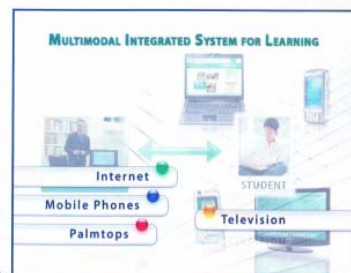 MULTIMODAL INTEGRATED SYSTEM FOR LEARNING
STUDENT
Internet
Mobile Phones
Television
Palmtops